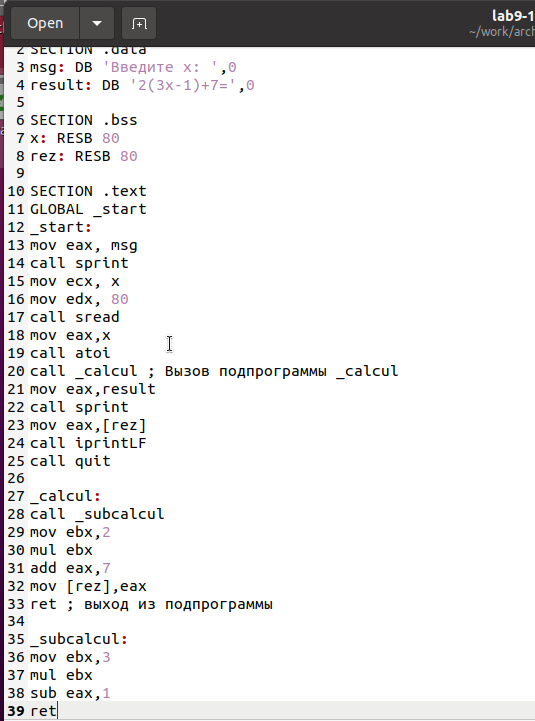 Open
lab9-1
~/work/arch
2 SECTION .data
3 msg: DB 'Введите x: ',0
4 result: DB '2(3x-1)+7=',0
5
6 SECTION .bss
7 x: RESB 80
8 rez: RESB 80
9
10 SECTION .text
11 GLOBAL _start
12 _start:
13 mov eax, msg
14 call sprint
15 mov ecx, x
16 mov edx, 80
17 call sread
18 mov eax,x
19 call atoi
20 call _calcul ; Вызов подпрограммы _calcul
21 mov eax,result
22 call sprint
23 mov eax,[rez]
24 call iprintLF
25 call quit
26
27 _calcul:
28 call _subcalcul
29 mov ebx,2
30 mul ebx
31 add eax,7
32 mov [rez],eax
33 ret ; выход из подпрограммы
34
35 _subcalcul:
36 mov ebx,3
37 mul ebx
38 sub eax,1
39 ret